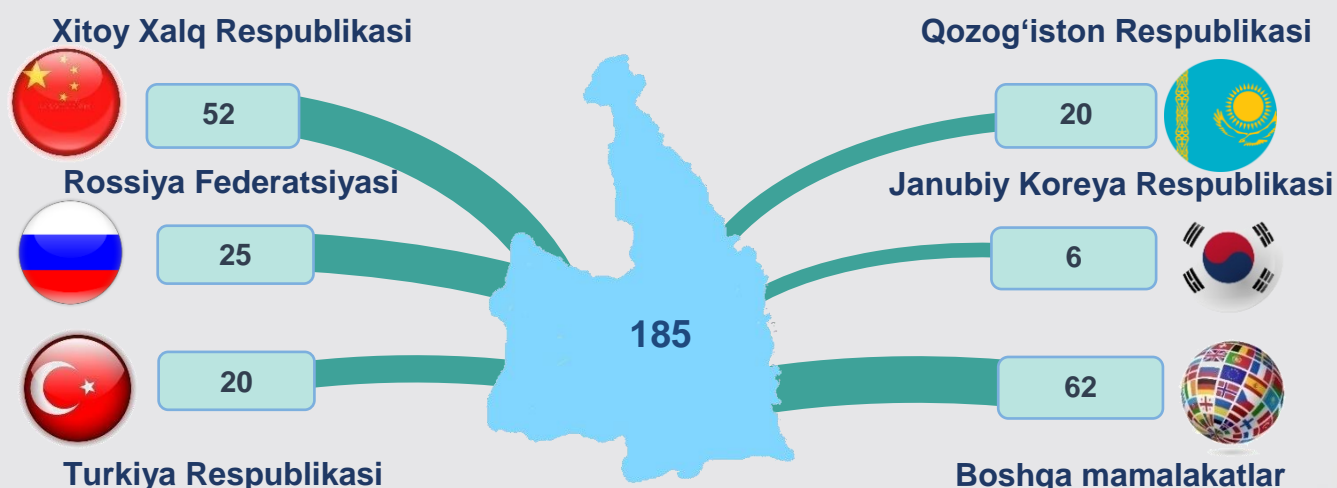 Xitoy Xalq Respublikasi
52
Rossiya Federatsiyasi
25
20
Turkiya Respublikasi
185
Qozog‘iston Respublikasi
20
Janubiy Koreya Respublikasi
6
62
Boshqa mamalakatlar